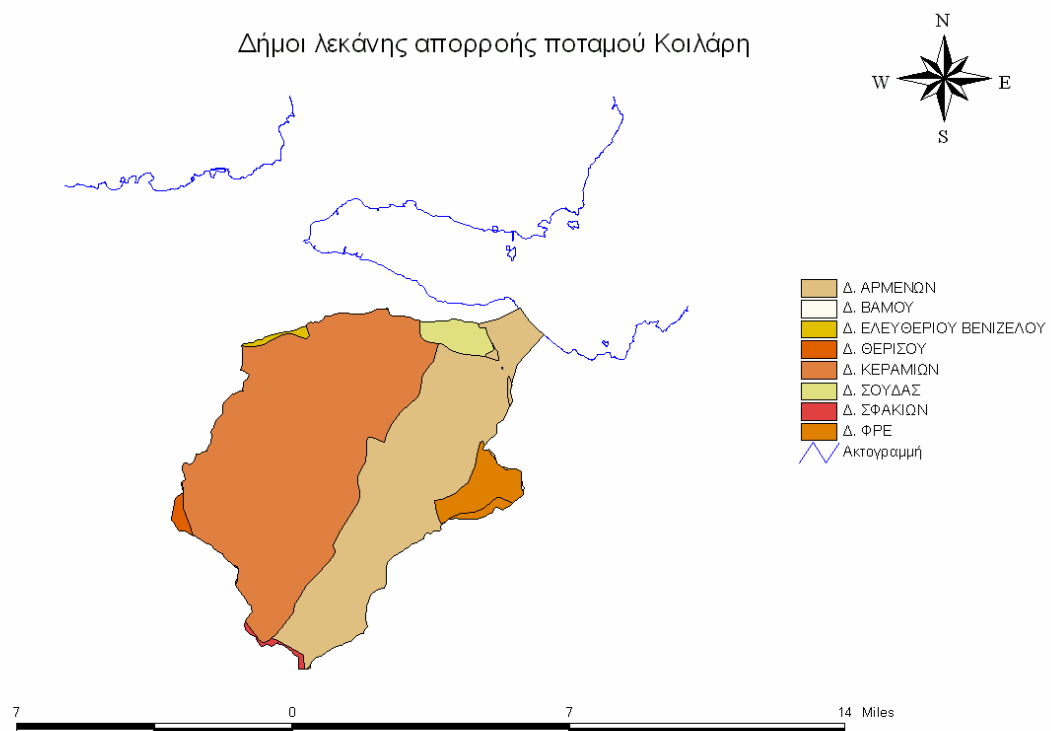 Δήμοι λεκάνης απορροής ποταμού Κοιλάρη
N
W
E
S
Δ. ΑΡΜΕΝΩΝ
Δ. ΒΑΜΟΥ
Δ. ΕΛΕΥΘΕΡΙΟΥ ΒΕΝΙΖΕΛΟΥ
Δ. ΘΕΡΙΣΟΥ
Δ. ΚΕΡΑΜΙΩΝ
Δ. ΣΟΥΔΑΣ
Δ. ΣΦΑΚΙΩΝ
Δ. ΦΡΕ
Ακτογραμμή
7 0 7 14 Miles